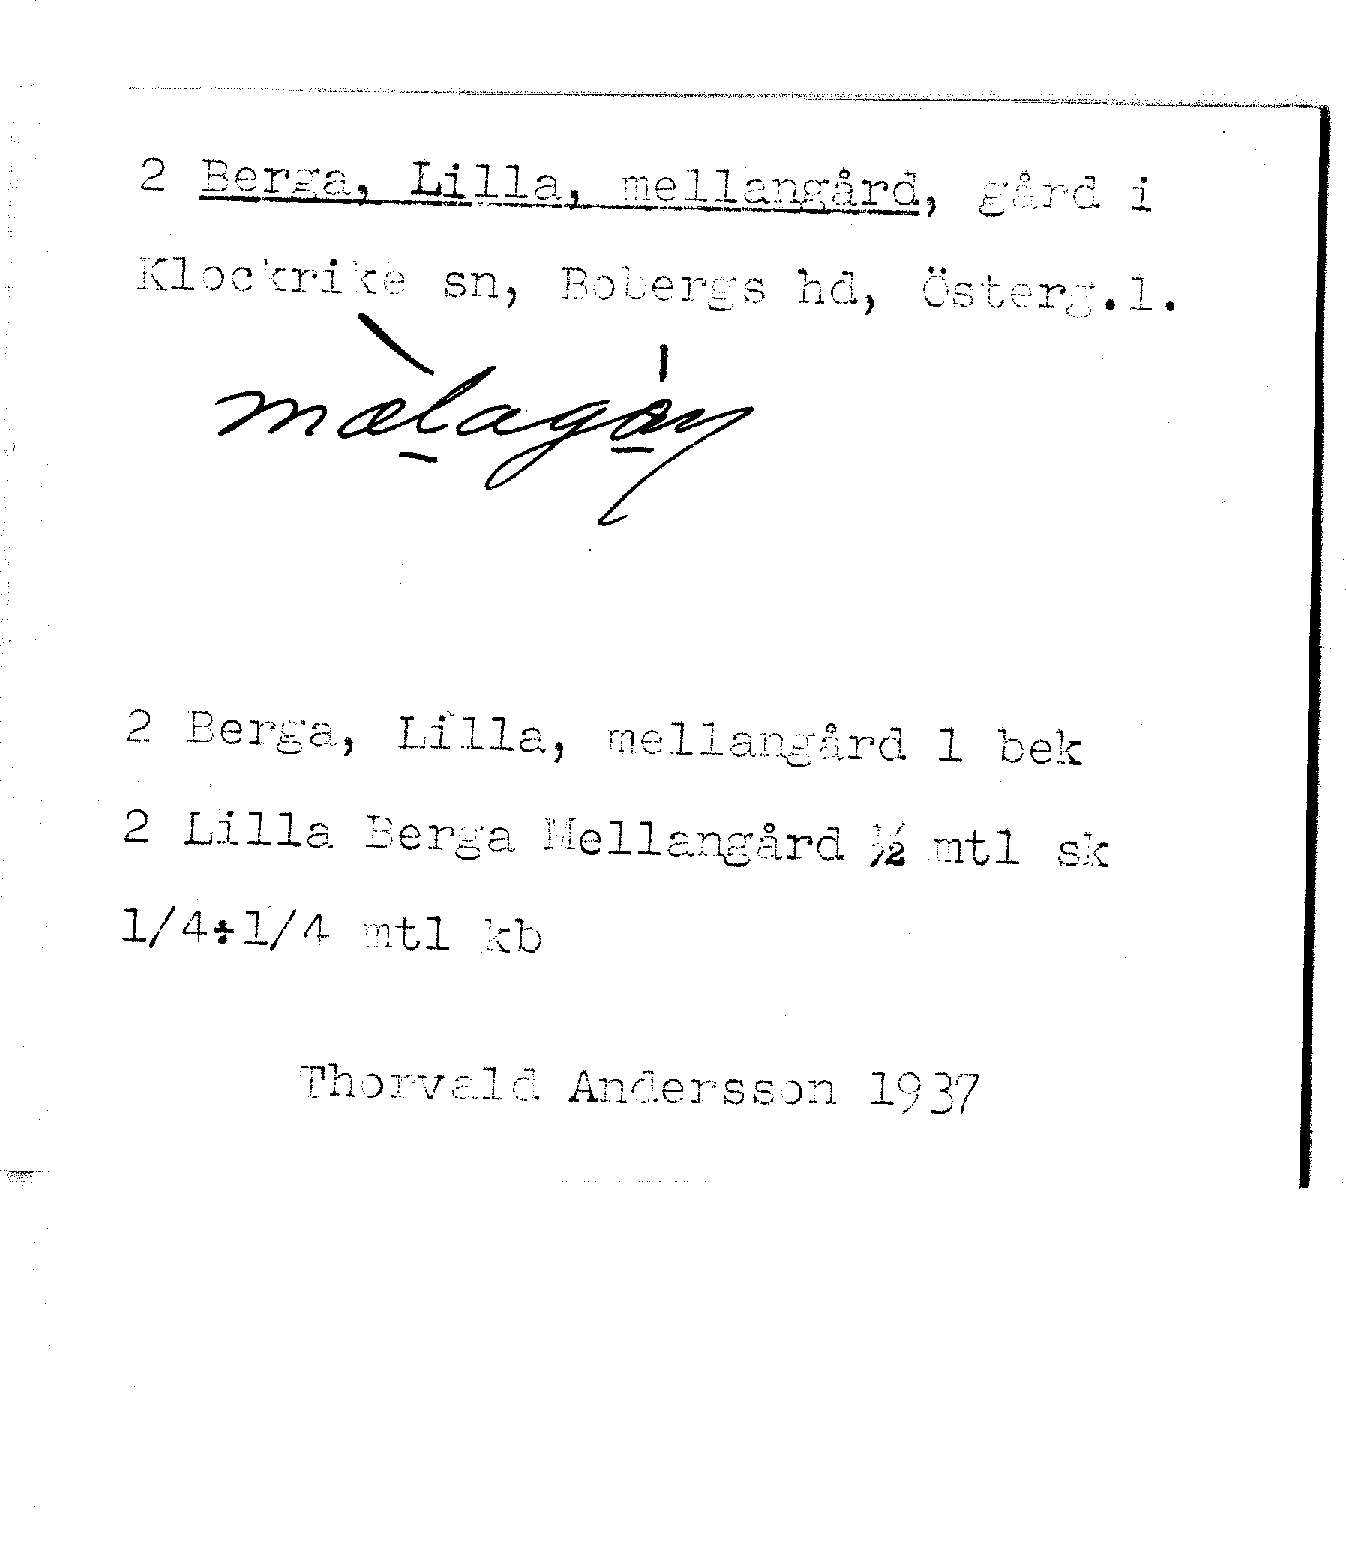 2 Berga, Lilla, mellangård, gård i
Klockrike sn, Bobergs hd, Österg.l.
2 Berga, Lilla, mellangård 1 bek
2 Lilla Berga Mellangård ½ mtl sk
1/4+1/4 mtl kb
Thorvald Andersson 1937